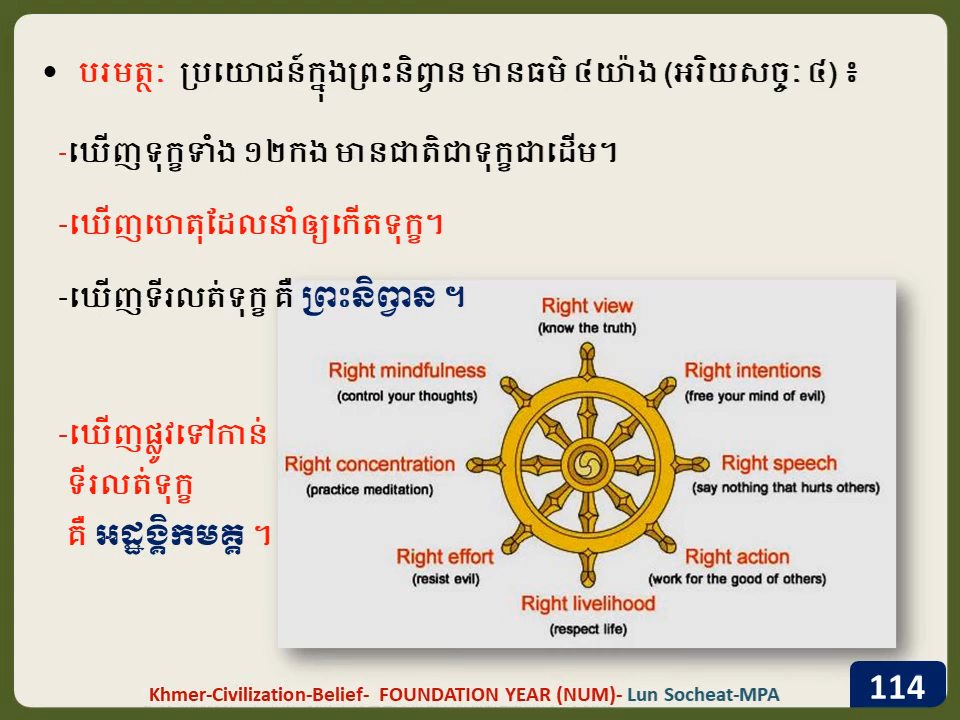 • បរមត្ថៈ ប្រយោជន៍ក្នុងព្រះនិព្វាន មានធម៌ ៤យ៉ាង (អរិយសច្ចៈ ៤) ៖
-ឃើញទុក្ខទាំង ១២កង មានជាតិជាទុក្ខជាដើម។
-ឃើញហេតុដែលនាំឲ្យកើតទុក្ខ។
-ឃើញទីរលត់ទុក្ខ គឺ ព្រះនិព្វាន ។
-ឃើញផ្លូវទៅកាន់
ទីរលត់ទុក្ខ
គឺ អដ្ឋង្គិកមគ្គ ។
Right view
(know the truth)
Right mindfulness
(control your thoughts)
Right intentions
(free your mind of evil)
Right concentration
(practice meditation)
Right speech
(say nothing that hurts others)
Right effort
(resist evil)
Right action
(work for the good of others)
Right livelihood
(respect life)
Khmer-Civilization-Belief- FOUNDATION YEAR (NUM)- Lun Socheat-MPA
114